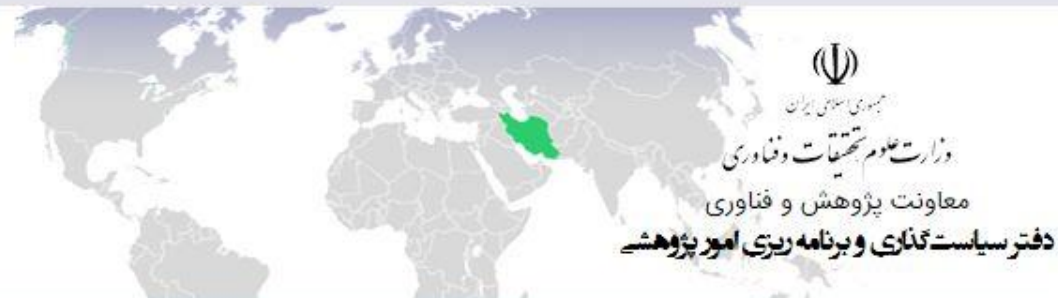 جمهوری اسلامی ایران
وزارت علوم تحقیقات و فناوری
معاونت پژوهش و فناوری
دفتر سیاست‌گذاری و برنامه ریزی امور پژوهشی